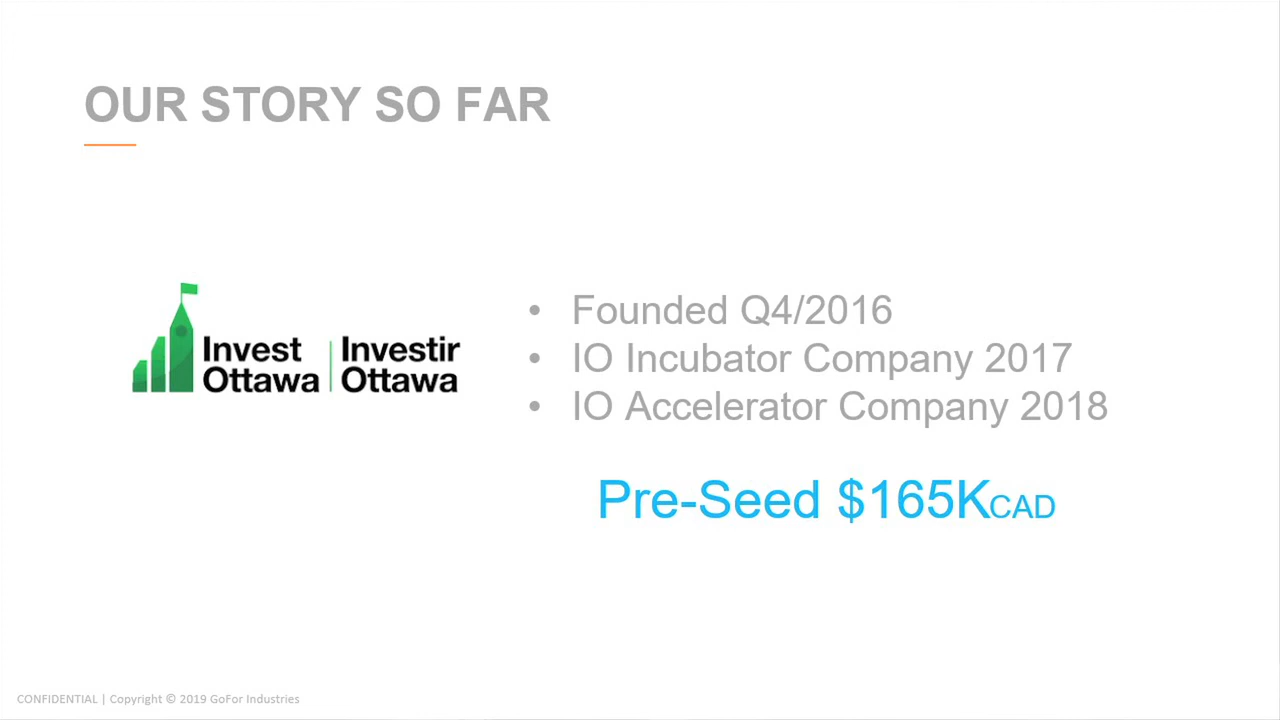 OUR STORY SO FAR
Invest Ottawa
Investir Ottawa
• Founded Q4/2016
• IO Incubator Company 2017
• IO Accelerator Company 2018
Pre-Seed $165KCAD
CONFIDENTIAL | Copyright © 2019 GoFor Industries